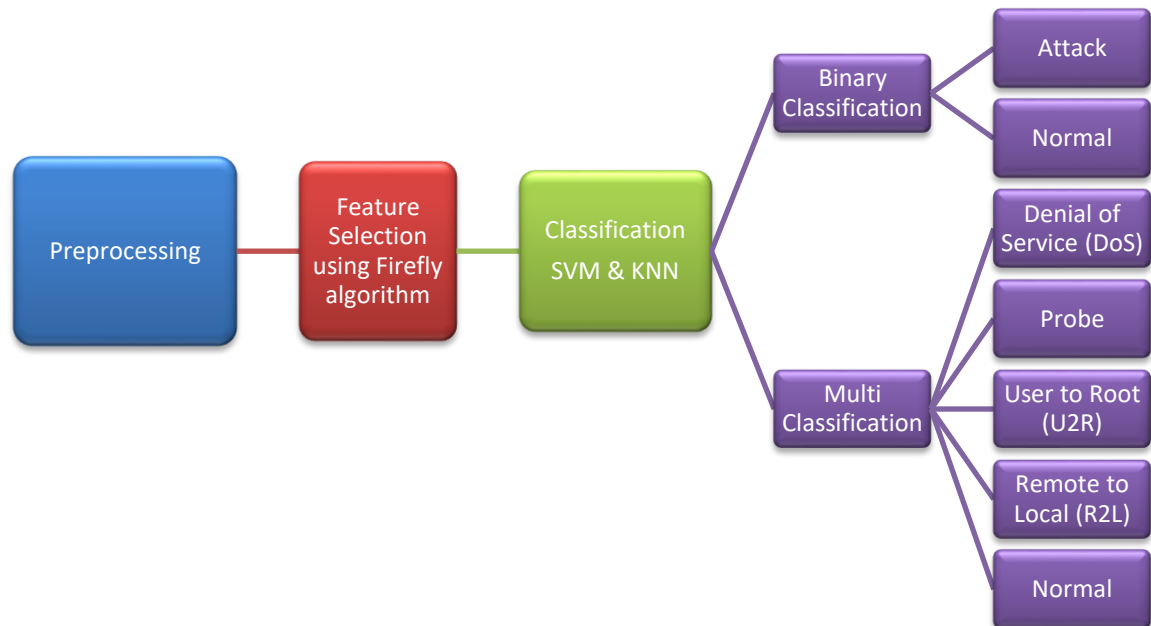 Preprocessing
Feature
Selection
using Firefly
algorithm
Classification
SVM & KNN
Binary
Classification
Attack
Normal
Multi
Classification
Denial of
Service (DoS)
Probe
User to Root
(U2R)
Remote to
Local (R2L)
Normal